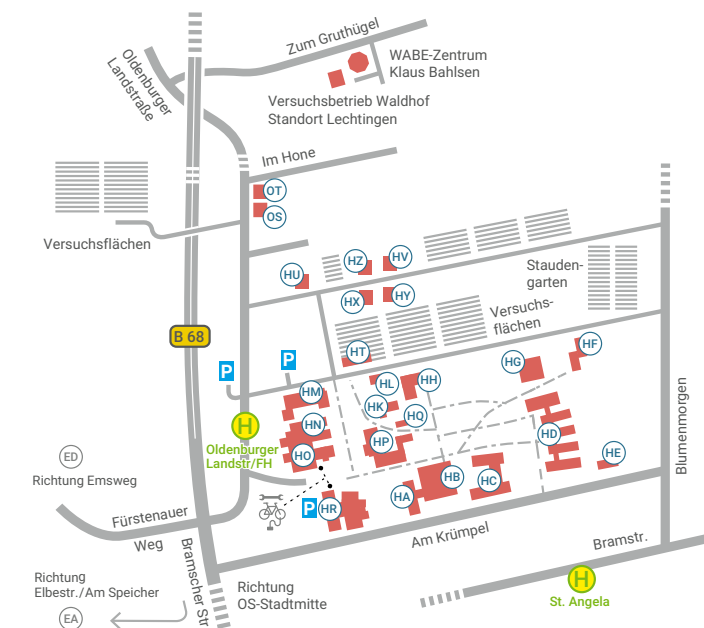 Oldenburger
Landstraße
Zum Gruthügel
WABE-Zentrum
Klaus Bahlsen
Versuchsbetrieb Waldhof
Standort Lechtingen
Im Hone
OT
OS
Versuchsflächen
HU
HZ
HV
HX
HY
Stauden-
garten
Versuchs-
flächen
B 68
P
P
HT
HF
HG
HM
HL
HH
HK
HQ
HN
HP
HO
HD
HE
H
Oldenburger
Landstr/FH
Blumenmorgen
ED
Richtung Emsweg
HB
HC
HA
P
HR
Fürstenauer
Weg
Am Krümpel
Bramstr.
Bramscher Str
H
St. Angela
Richtung
Elbestr./Am Speicher
EA
Richtung
OS-Stadtmitte